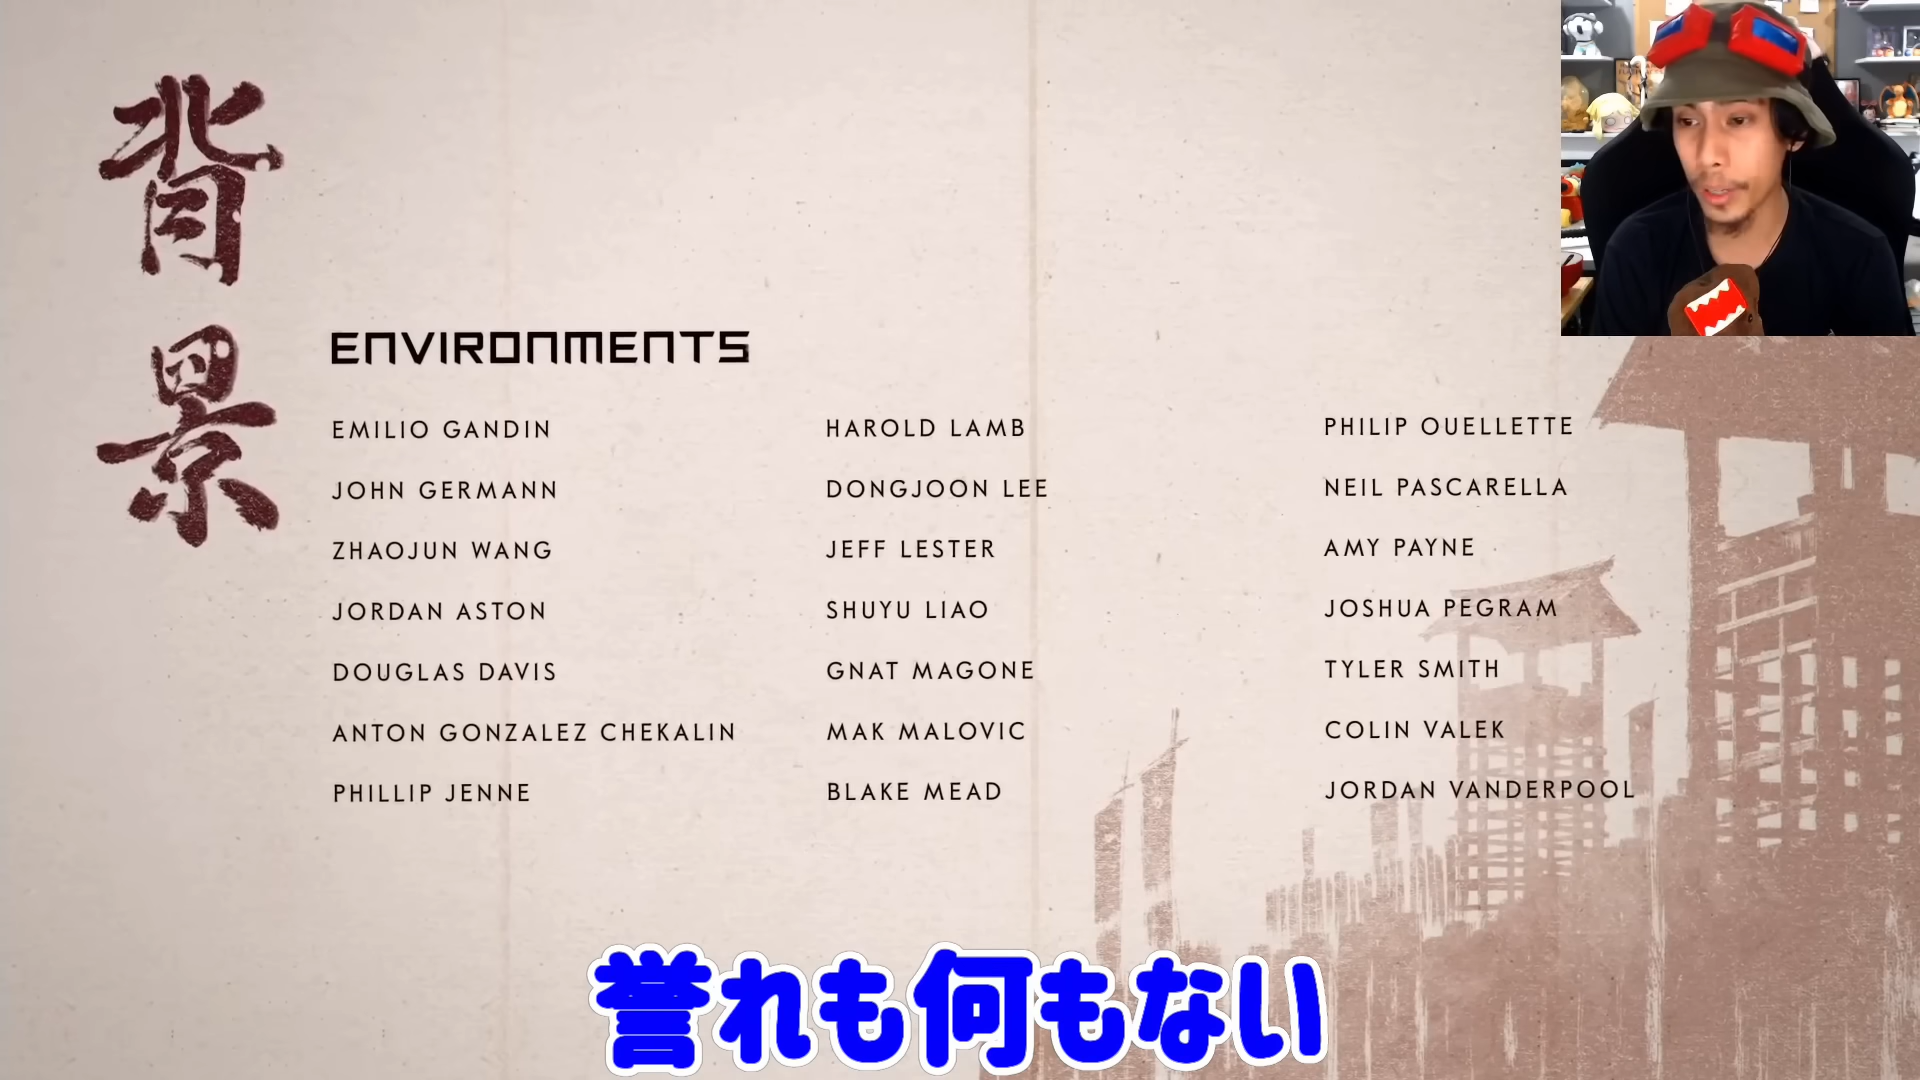 背景
ENVIRONMENTS
EMILIO GANDIN
JOHN GERMANN
ZHAOJUN WANG
JORDAN ASTON
DOUGLAS DAVIS
ANTON GONZALEZ CHEKALIN
PHILLIP JENNE
HAROLD LAMB
DONGJOON LEE
JEFF LESTER
SHUYU LIAO
GNAT MAGONE
MAK MALOVIC
BLAKE MEAD
PHILIP OUELLETTE
NEIL PASCARELLA
AMY PAYNE
JOSHUA PEGRAM
TYLER SMITH
COLIN VALEK
JORDAN VANDERPOOL
誉れも何もない